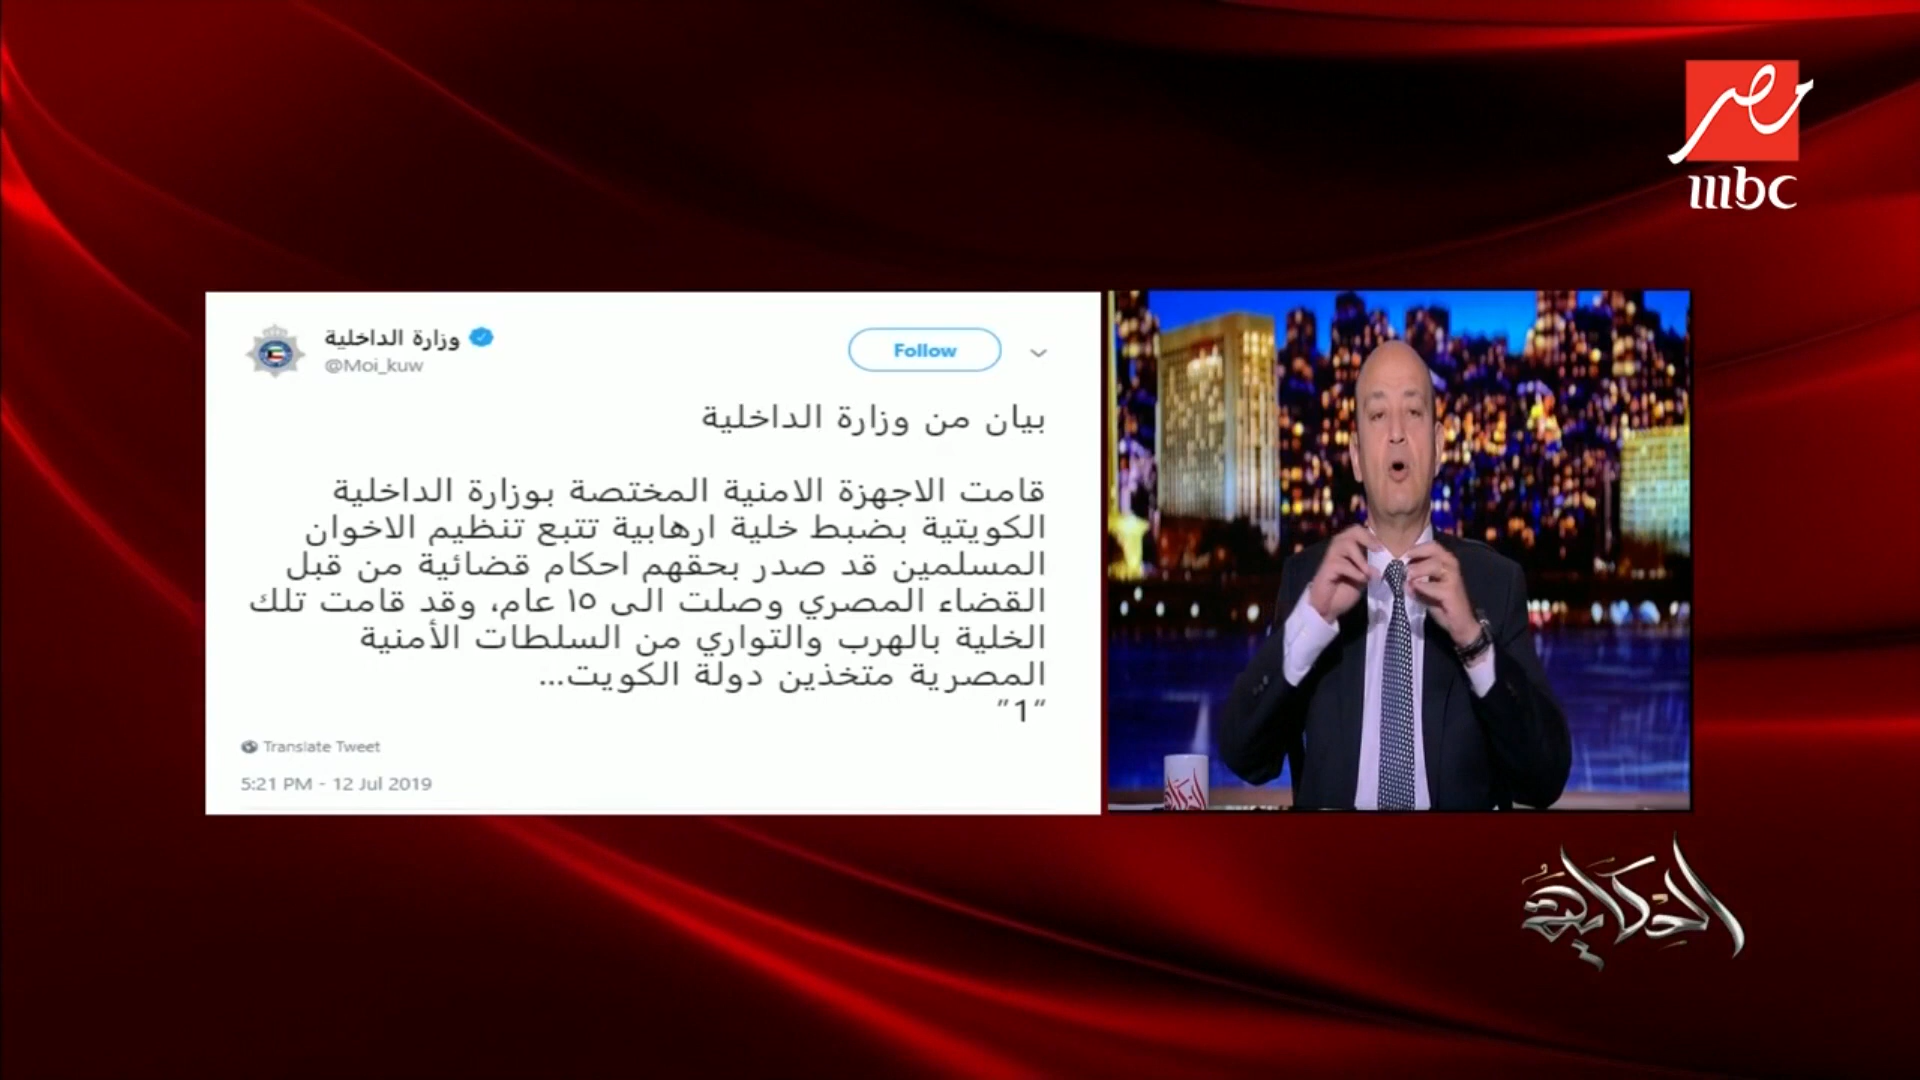 مصر
mbc
وزارة الداخلية
@Moi_kuw
Follow
بيان من وزارة الداخلية
قامت الاجهزة الامنية المختصة بوزارة الداخلية
الكويتية بضبط خلية ارهابية تتبع تنظيم الاخوان
المسلمين قد صدر بحقهم احكام قضائية من قبل
القضاء المصري وصلت الى ١٥ عام، وقد قامت تلك
الخلية بالهرب والتواري من السلطات الأمنية
المصرية متخذين دولة الكويت...
"1"
Translate Tweet
5:21 PM - 12 Jul 2019
الحكاية
الحكاية